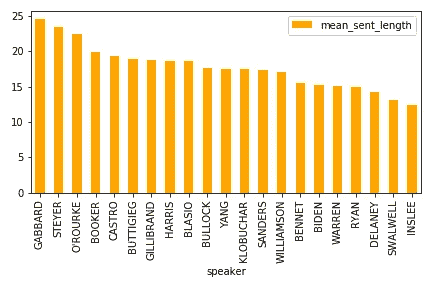 mean_sent_length
25
20
15
10
5
0
GABBARD
STEYER
O'ROURKE
BOOKER
CASTRO
BUTTIGIEG
GILLIBRAND
HARRIS
BLASIO
BULLOCK
YANG
KLOBUCHAR
SANDERS
WILLIAMSON
BENNET
BIDEN
WARREN
RYAN
DELANEY
SWALWELL
INSLEE
speaker